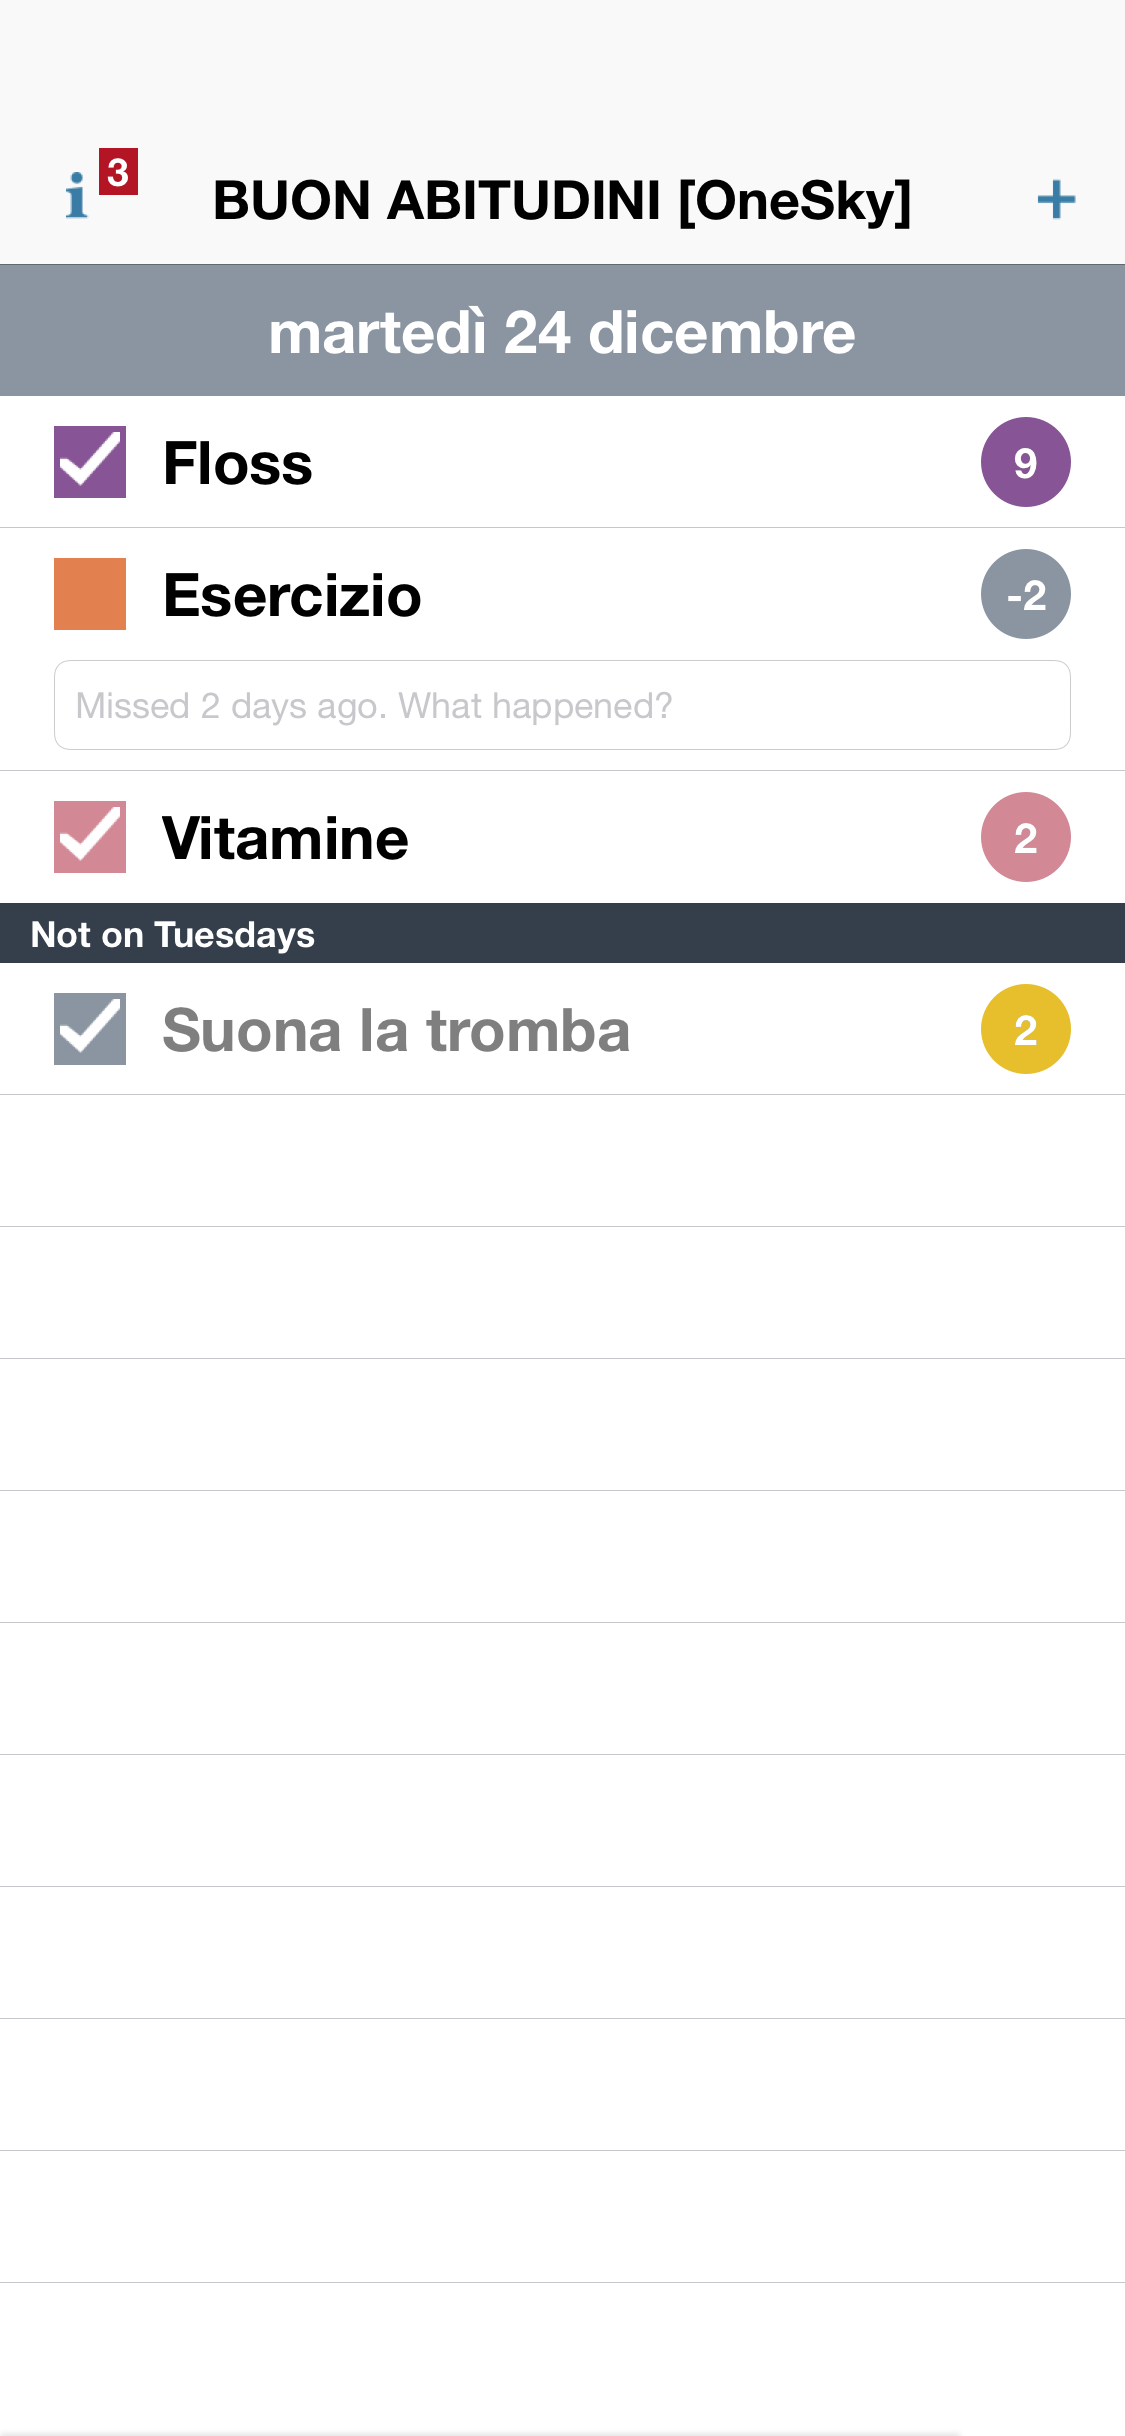 i 3
BUON ABITUDINI [OneSky]
+
martedì 24 dicembre
Floss 9
Esercizio -2
Missed 2 days ago. What happened?
Vitamine 2
Not on Tuesdays
Suona la tromba 2